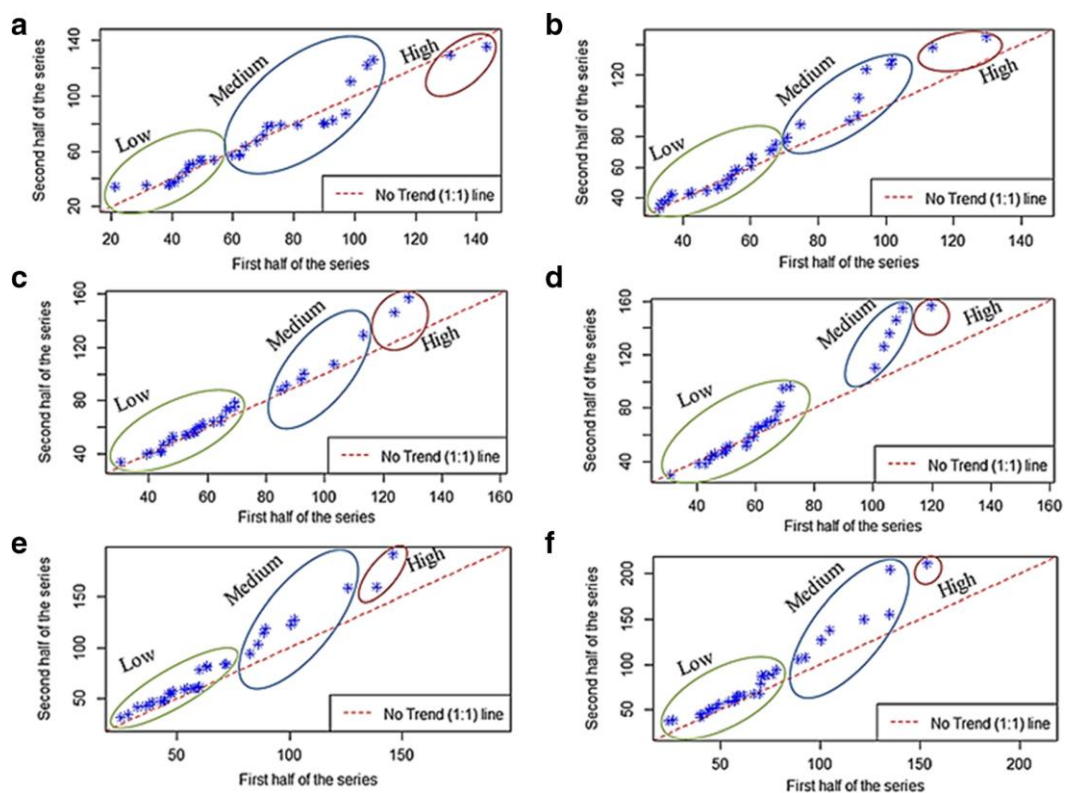 a
140
100
60
20
Second half of the series
Low
Medium
High
No Trend (1:1) line
20 40 60 80 100 120 140
First half of the series
b
120
80
60
40
Second half of the series
Low
Medium
High
No Trend (1:1) line
40 60 80 100 120 140
First half of the series
c
160
120
80
40
Second half of the series
Low
Medium
High
No Trend (1:1) line
40 60 80 100 120 140 160
First half of the series
d
160
120
80
40
Second half of the series
Low
Medium
High
No Trend (1:1) line
40 60 80 100 120 140 160
First half of the series
e
150
100
50
Second half of the series
Low
Medium
High
No Trend (1:1) line
50 100 150
First half of the series
f
200
150
100
50
Second half of the series
Low
Medium
High
No Trend (1:1) line
50 100 150 200
First half of the series